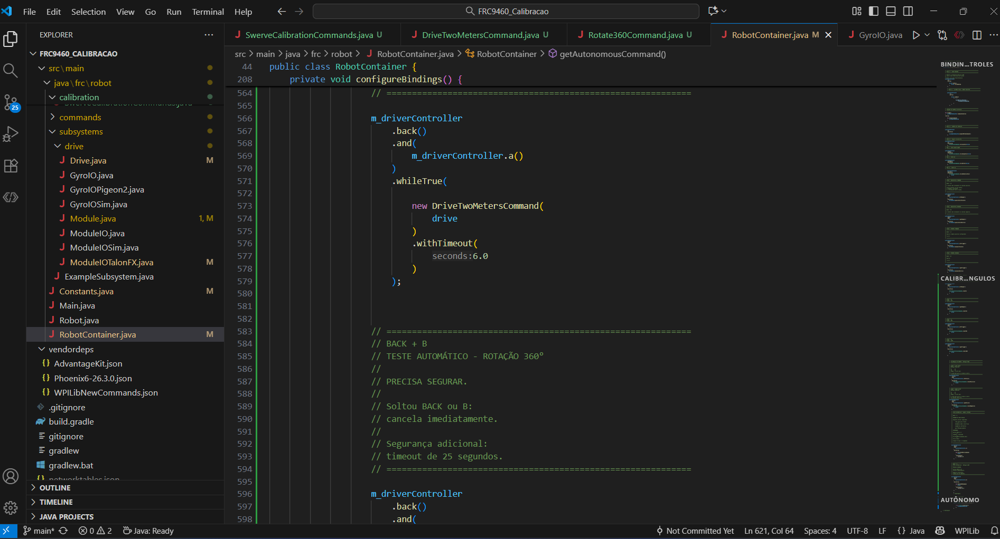 File Edit Selection View Go Run Terminal Help
FRC9460_Calibracao
EXPLORER
FRC9460_CALIBRACAO
src\main
java\frc\robot
calibration
commands
subsystems
drive
Drive.java M
GyroIO.java
GyroIOPigeon2.java
GyroIOSim.java
Module.java 1, M
ModuleIO.java
ModuleIOSim.java
ModuleIOTalonFX.java M
ExampleSubsystem.java
Constants.java M
Main.java
Robot.java
RobotContainer.java M
vendordeps
AdvantageKit.json
Phoenix6-26.3.0.json
WPILibNewCommands.json
.gitignore
build.gradle
gitignore
gradlew
gradlew.bat
networktables.json
OUTLINE
TIMELINE
JAVA PROJECTS
25
SwerveCalibrationCommands.java U
DriveTwoMetersCommand.java U
Rotate360Command.java U
RobotContainer.java M
GyroIO.java
src > main > java > frc > robot > RobotContainer.java > RobotContainer > getAutonomousCommand()
44 public class RobotContainer {
208 private void configureBindings() {
564 // ============================================================
565
566 m_driverController
567 .back()
568 .and(
569 m_driverController.a()
570 )
571 .whileTrue(
572
573 new DriveTwoMetersCommand(
574 drive
575 )
576 .withTimeout(
577 seconds:6.0
578 )
579 );
580
581
582
583 // ============================================================
584 // BACK + B
585 // TESTE AUTOMÁTICO - ROTAÇÃO 360°
586 //
587 // PRECISA SEGURAR.
588 //
589 // Soltou BACK ou B:
590 // cancela imediatamente.
591 //
592 // Segurança adicional:
593 // timeout de 25 segundos.
594 // ============================================================
595
596 m_driverController
597 .back()
598 .and(
BINDIN...TROLES
CALIBR...NGULOS
AUTÔNOMO
main* 0 2 Java: Ready
Not Committed Yet Ln 621, Col 64 Spaces: 4 UTF-8 LF {} Java WPILib